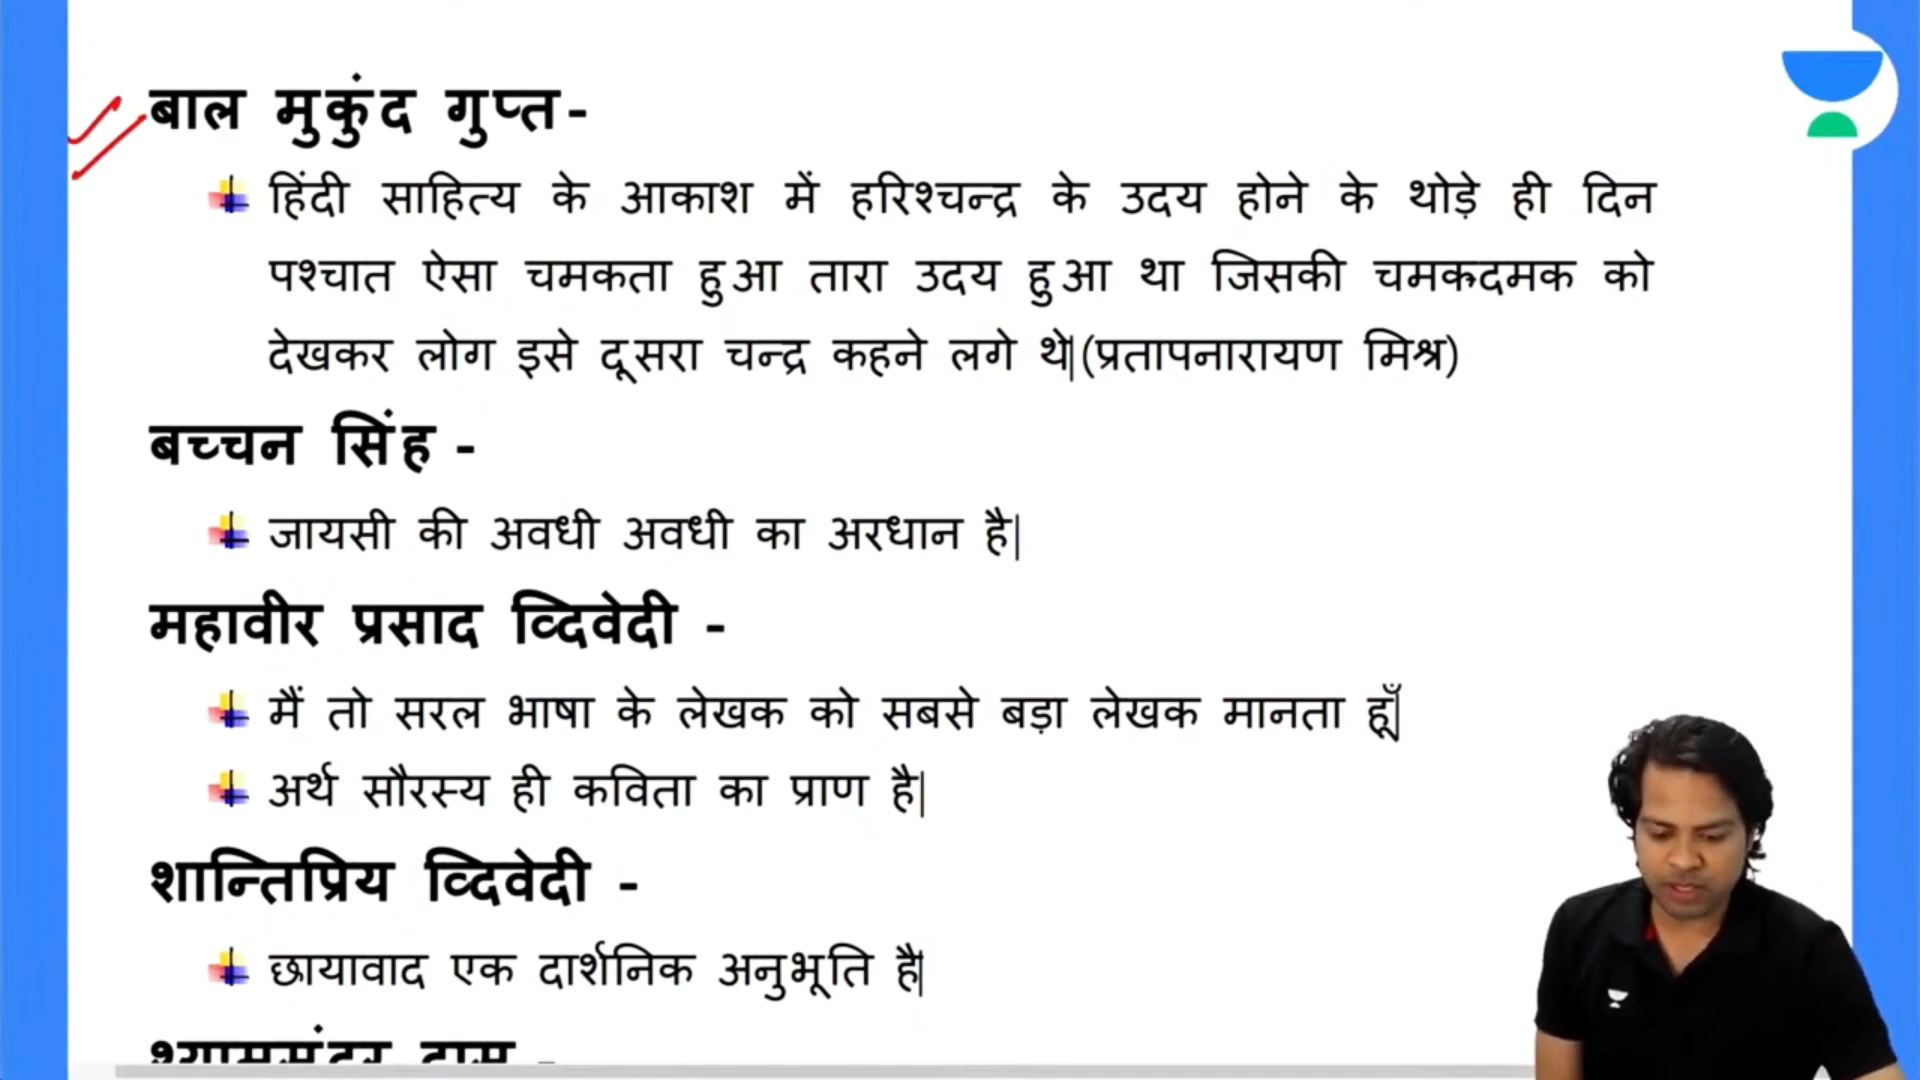 बाल मुकुंद गुप्त-
हिंदी साहित्य के आकाश में हरिश्चन्द्र के उदय होने के थोड़े ही दिन
पश्चात ऐसा चमकता हुआ तारा उदय हुआ था जिसकी चमकदमक को
देखकर लोग इसे दूसरा चन्द्र कहने लगे थे|(प्रतापनारायण मिश्र)
बच्चन सिंह -
जायसी की अवधी अवधी का अरधान है|
महावीर प्रसाद व्दिवेदी -
मैं तो सरल भाषा के लेखक को सबसे बड़ा लेखक मानता हूँ|
अर्थ सौरस्य ही कविता का प्राण है|
शान्तिप्रिय व्दिवेदी -
छायावाद एक दार्शनिक अनुभूति है|
श्यामसुंदर दास -